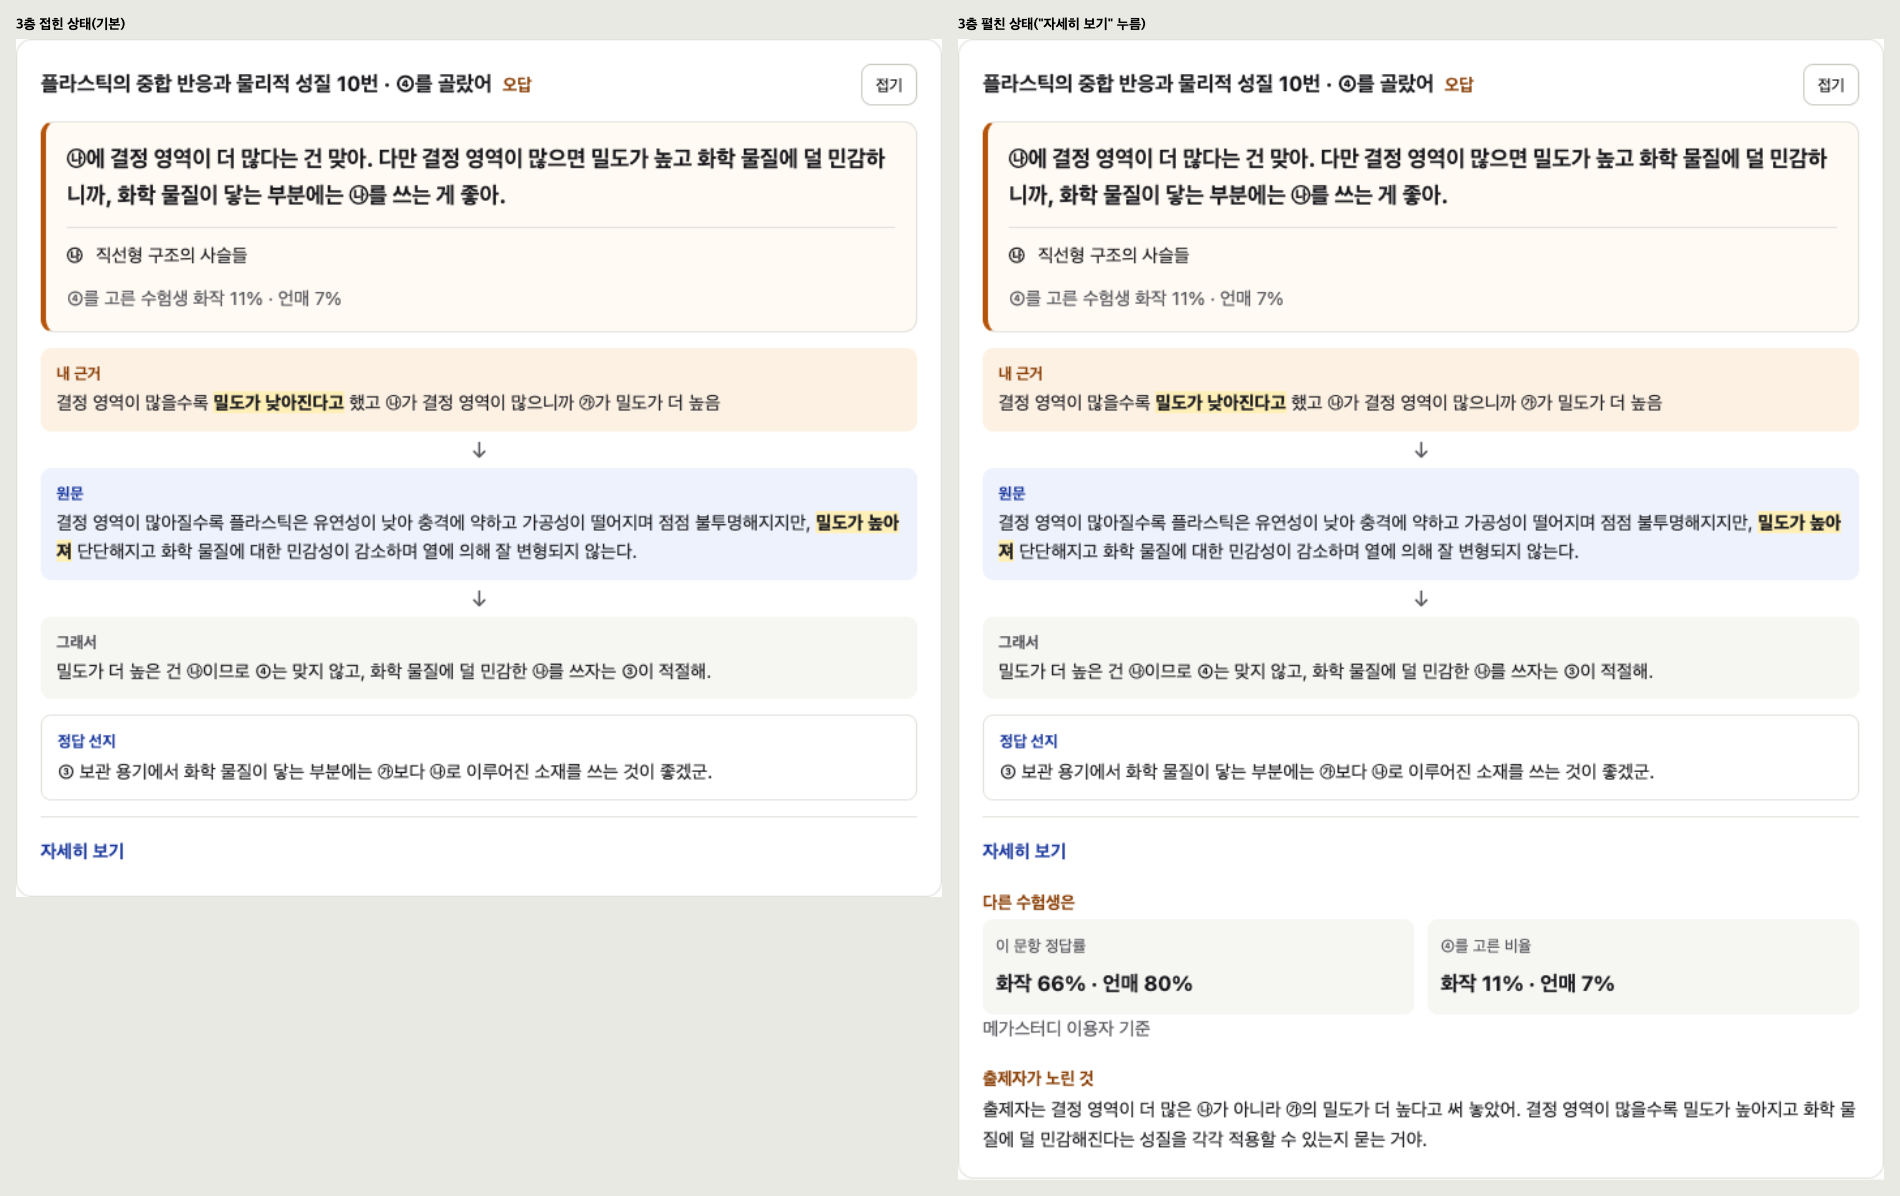 3층 접힌 상태(기본)
플라스틱의 중합 반응과 물리적 성질 10번 · ④를 골랐어 오답
접기
㉯에 결정 영역이 더 많다는 건 맞아. 다만 결정 영역이 많으면 밀도가 높고 화학 물질에 덜 민감하
니까, 화학 물질이 닿는 부분에는 ㉯를 쓰는 게 좋아.
㉯ 직선형 구조의 사슬들
④를 고른 수험생 화작 11% · 언매 7%
내 근거
결정 영역이 많을수록 밀도가 낮아진다고 했고 ㉯가 결정 영역이 많으니까 ㉮가 밀도가 더 높음
↓
원문
결정 영역이 많아질수록 플라스틱은 유연성이 낮아 충격에 약하고 가공성이 떨어지며 점점 불투명해지지만, 밀도가 높아
져 단단해지고 화학 물질에 대한 민감성이 감소하며 열에 의해 잘 변형되지 않는다.
↓
그래서
밀도가 더 높은 건 ㉯이므로 ④는 맞지 않고, 화학 물질에 덜 민감한 ㉯를 쓰자는 ③이 적절해.
정답 선지
③ 보관 용기에서 화학 물질이 닿는 부분에는 ㉮보다 ㉯로 이루어진 소재를 쓰는 것이 좋겠군.
자세히 보기
3층 펼친 상태("자세히 보기" 누름)
플라스틱의 중합 반응과 물리적 성질 10번 · ④를 골랐어 오답
접기
㉯에 결정 영역이 더 많다는 건 맞아. 다만 결정 영역이 많으면 밀도가 높고 화학 물질에 덜 민감하
니까, 화학 물질이 닿는 부분에는 ㉯를 쓰는 게 좋아.
㉯ 직선형 구조의 사슬들
④를 고른 수험생 화작 11% · 언매 7%
내 근거
결정 영역이 많을수록 밀도가 낮아진다고 했고 ㉯가 결정 영역이 많으니까 ㉮가 밀도가 더 높음
↓
원문
결정 영역이 많아질수록 플라스틱은 유연성이 낮아 충격에 약하고 가공성이 떨어지며 점점 불투명해지지만, 밀도가 높아
져 단단해지고 화학 물질에 대한 민감성이 감소하며 열에 의해 잘 변형되지 않는다.
↓
그래서
밀도가 더 높은 건 ㉯이므로 ④는 맞지 않고, 화학 물질에 덜 민감한 ㉯를 쓰자는 ③이 적절해.
정답 선지
③ 보관 용기에서 화학 물질이 닿는 부분에는 ㉮보다 ㉯로 이루어진 소재를 쓰는 것이 좋겠군.
자세히 보기
다른 수험생은
이 문항 정답률
화작 66% · 언매 80%
④를 고른 비율
화작 11% · 언매 7%
메가스터디 이용자 기준
출제자가 노린 것
출제자는 결정 영역이 더 많은 ㉯가 아니라 ㉮의 밀도가 더 높다고 써 놓았어. 결정 영역이 많을수록 밀도가 높아지고 화학 물
질에 덜 민감해진다는 성질을 각각 적용할 수 있는지 묻는 거야.